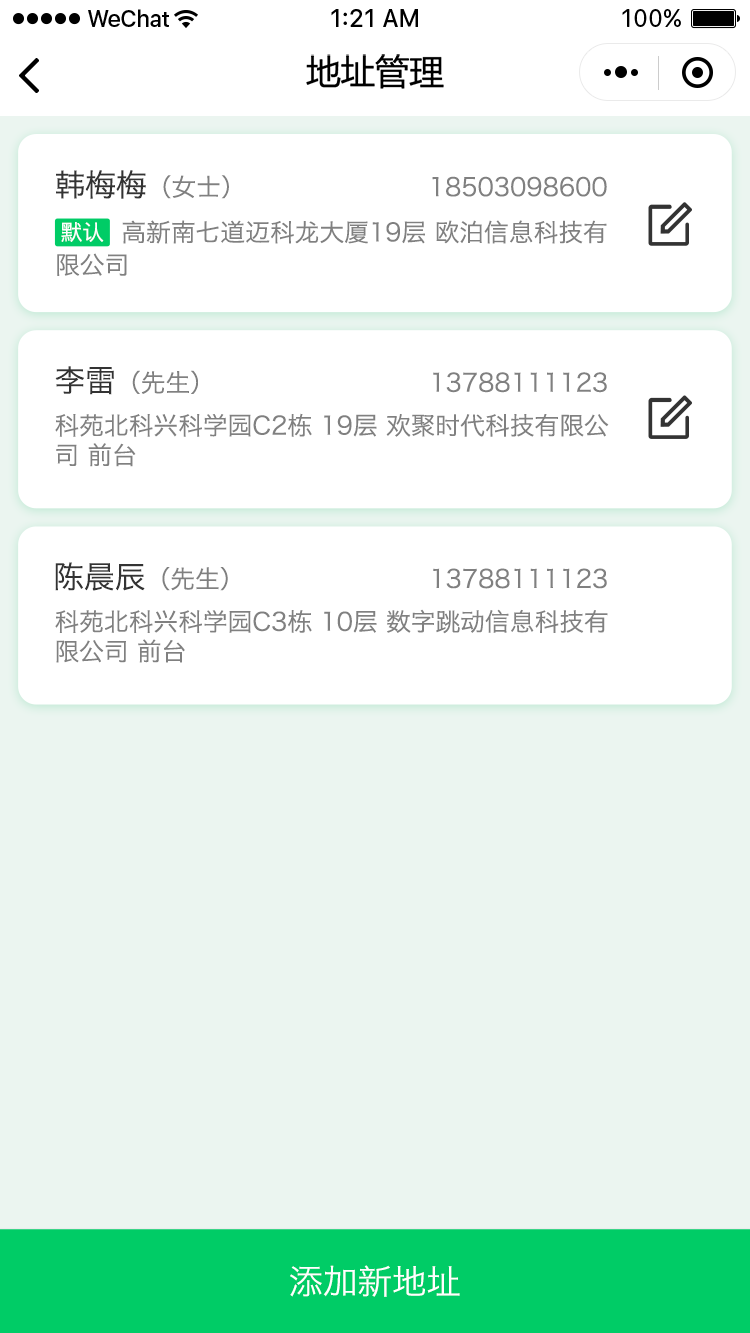 WeChat 1:21 AM 100%
地址管理
韩梅梅（女士） 18503098600
默认 高新南七道迈科龙大厦19层 欧泊信息科技有
限公司
李雷（先生） 13788111123
科苑北科兴科学园C2栋 19层 欢聚时代科技有限公
司 前台
陈晨辰（先生） 13788111123
科苑北科兴科学园C3栋 10层 数字跳动信息科技有
限公司 前台
添加新地址